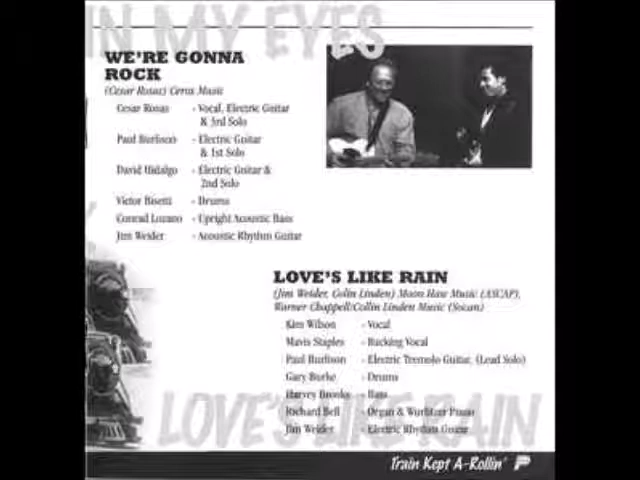 IN MY EYES
WE'RE GONNA
ROCK
(Cesar Rosas) Ceros Music
Cesar Rosas - Vocal, Electric Guitar
& 3rd Solo
Paul Burlison - Electric Guitar
& 1st Solo
David Hidalgo - Electric Guitar &
2nd Solo
Victor Bisetti - Drums
Conrad Lozano - Upright Acoustic Bass
Jim Weider - Acoustic Rhythm Guitar
LOVE'S LIKE RAIN
(Jim Weider, Colin Linden) Moon Haw Music (ASCAP),
Warner Chappell/Collin Linden Music (Socan)
Kim Wilson - Vocal
Mavis Staples - Backing Vocal
Paul Burlison - Electric Tremolo Guitar, (Lead Solo)
Gary Burke - Drums
Harvey Brooks - Bass
Richard Bell - Organ & Wurlitzer Piano
Jim Weider - Electric Rhythm Guitar
LOVE'S LIKE RAIN
Train Kept A-Rollin'